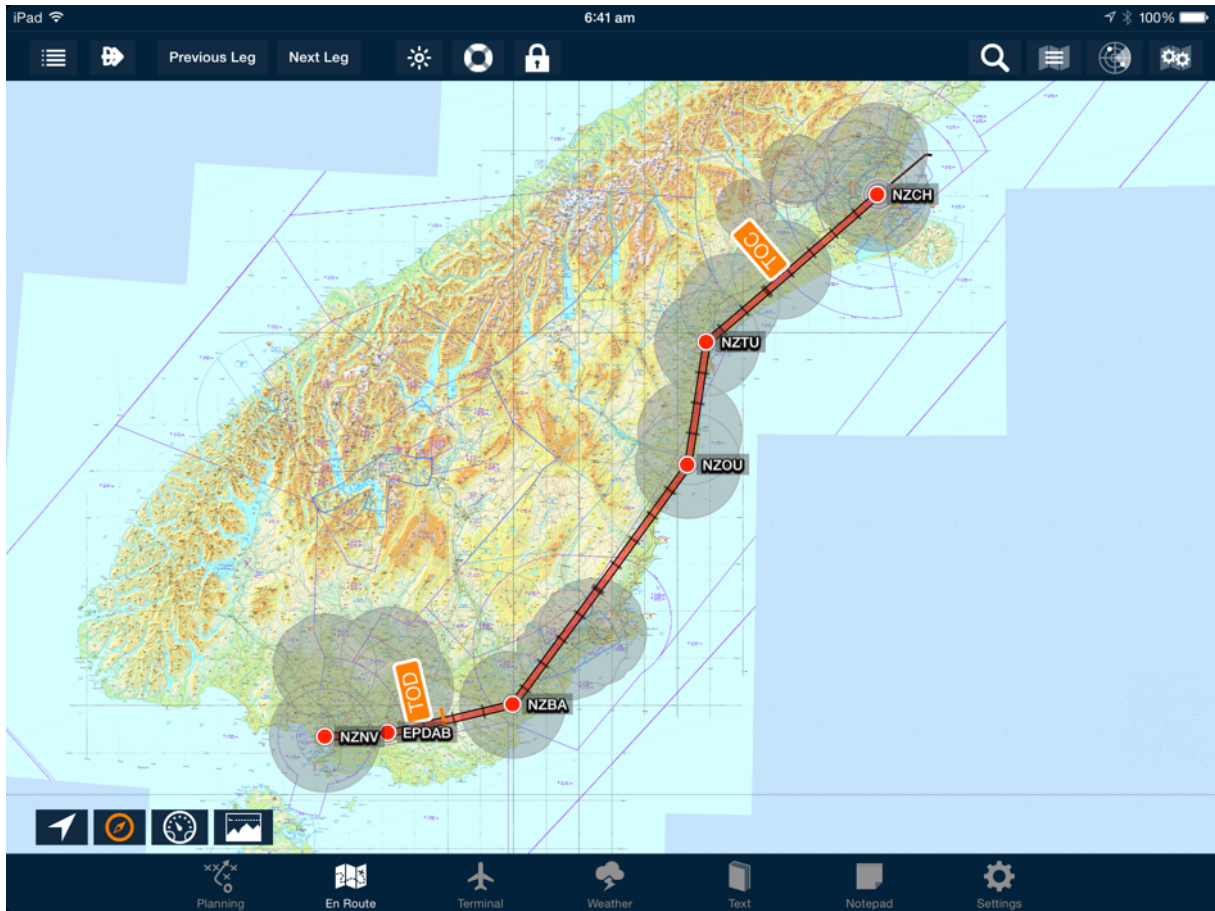 iPad 6:41 am 100%
Previous Leg Next Leg
NZCH
TOC
NZTU
NZOU
TOD
NZBA
NZNV
EPDAB
Planning En Route Terminal Weather Text Notepad Settings